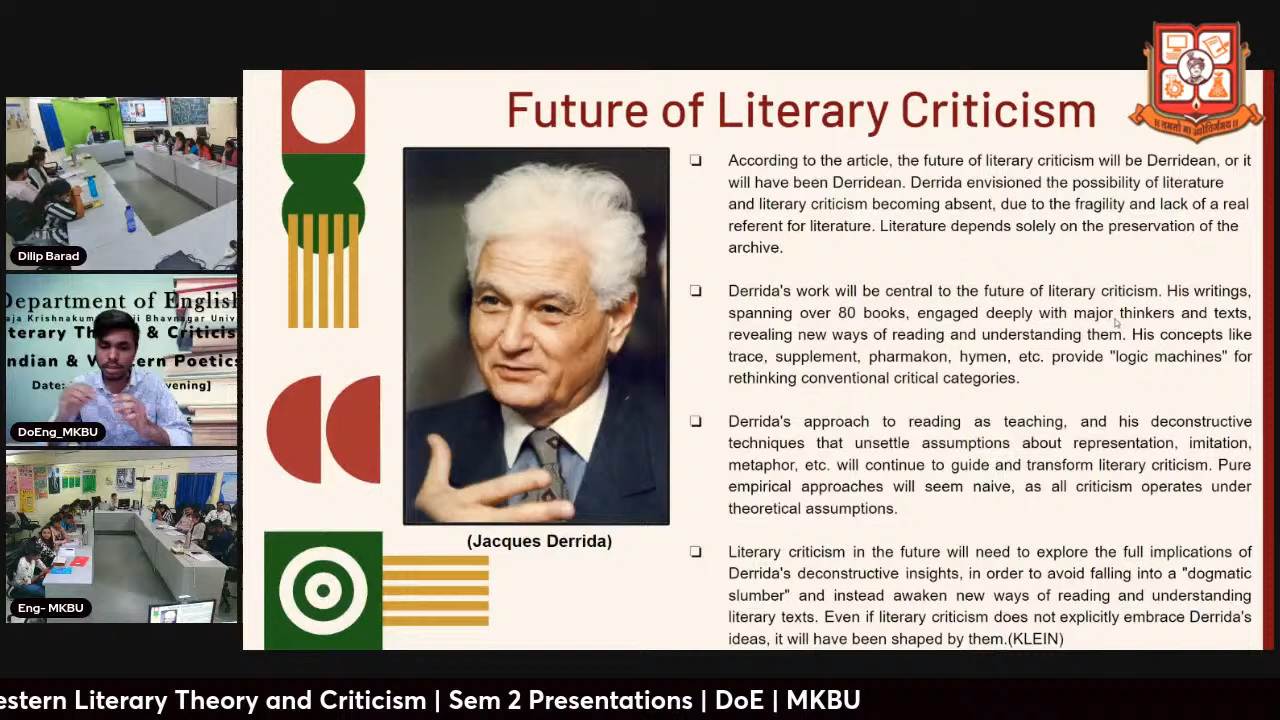 Future of Literary Criticism
According to the article, the future of literary criticism will be Derridean, or it
will have been Derridean. Derrida envisioned the possibility of literature
and literary criticism becoming absent, due to the fragility and lack of a real
referent for literature. Literature depends solely on the preservation of the
archive.
Derrida's work will be central to the future of literary criticism. His writings,
spanning over 80 books, engaged deeply with major thinkers and texts,
revealing new ways of reading and understanding them. His concepts like
trace, supplement, pharmakon, hymen, etc. provide "logic machines" for
rethinking conventional critical categories.
Derrida's approach to reading as teaching, and his deconstructive
techniques that unsettle assumptions about representation, imitation,
metaphor, etc. will continue to guide and transform literary criticism. Pure
empirical approaches will seem naive, as all criticism operates under
theoretical assumptions.
Literary criticism in the future will need to explore the full implications of
Derrida's deconstructive insights, in order to avoid falling into a "dogmatic
slumber" and instead awaken new ways of reading and understanding
literary texts. Even if literary criticism does not explicitly embrace Derrida's
ideas, it will have been shaped by them.(KLEIN)
(Jacques Derrida)
Dilip Barad
Department of English
Date:
DoEng_MKBU
Eng- MKBU
estern Literary Theory and Criticism | Sem 2 Presentations | DoE | MKBU